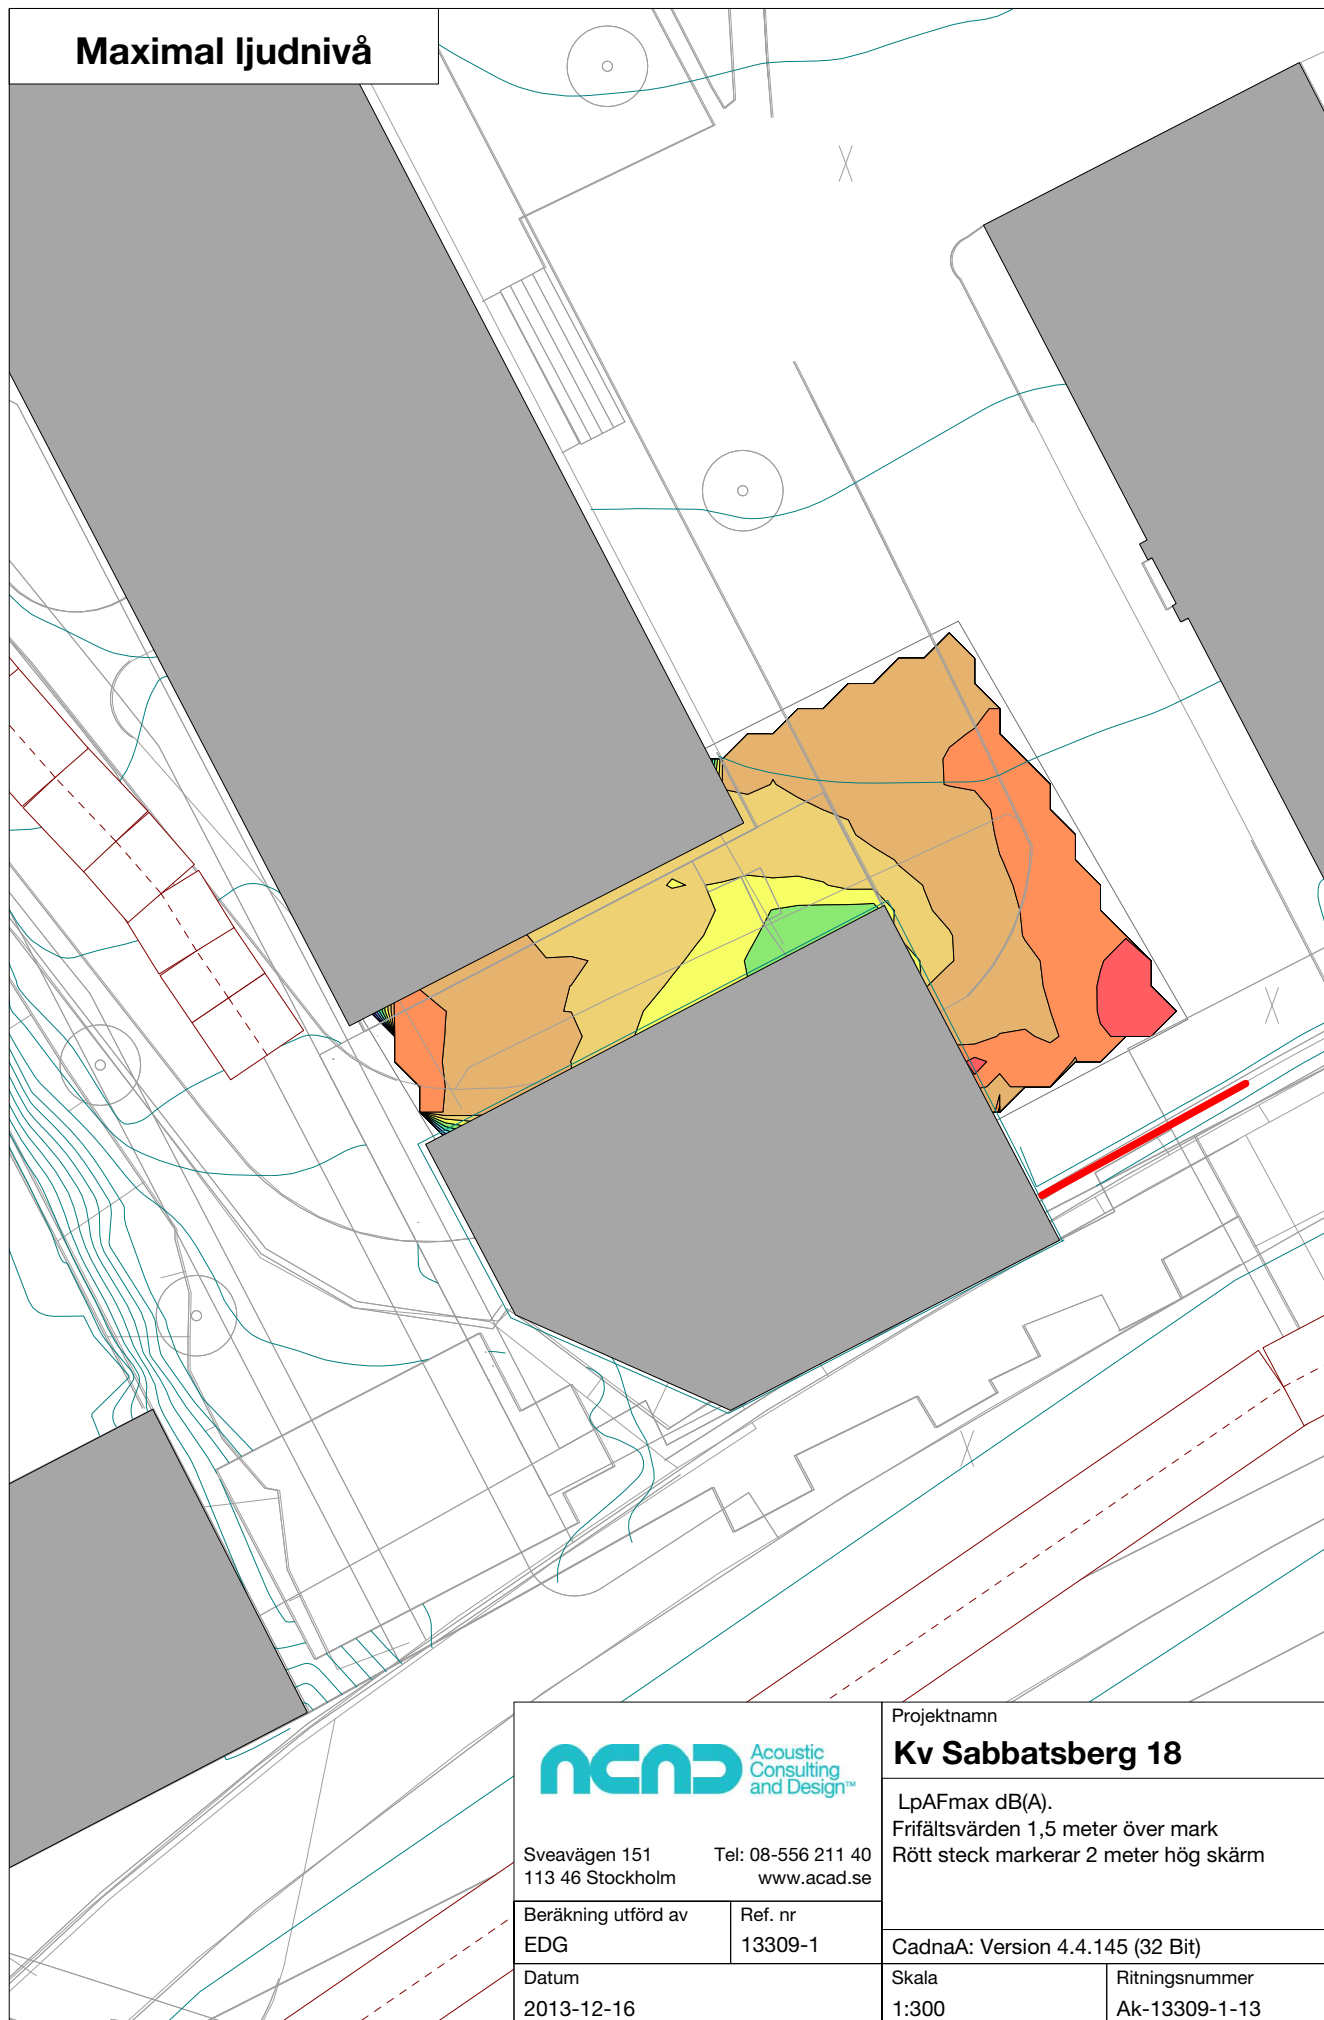 Maximal ljudnivå
ACAD
Acoustic
Consulting
and Design™
Sveavägen 151
113 46 Stockholm
Tel: 08-556 211 40
www.acad.se
Beräkning utförd av
EDG
Ref. nr
13309-1
Datum
2013-12-16
Projektnamn
Kv Sabbatsberg 18
LpAFmax dB(A).
Frifältsvärden 1,5 meter över mark
Rött steck markerar 2 meter hög skärm
CadnaA: Version 4.4.145 (32 Bit)
Skala
1:300
Ritningsnummer
Ak-13309-1-13